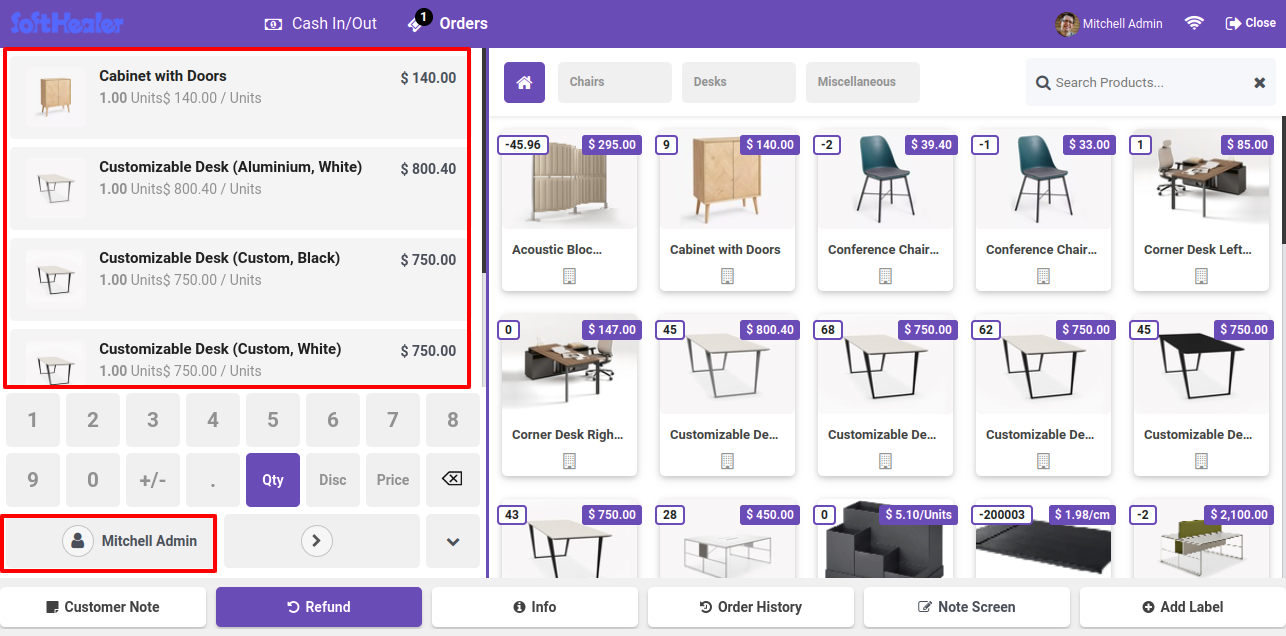 SoftHealer
Cash In/Out
1
Orders
Mitchell Admin
Close
Cabinet with Doors
$ 140.00
1.00 Units$ 140.00 / Units
Customizable Desk (Aluminium, White)
$ 800.40
1.00 Units$ 800.40 / Units
Customizable Desk (Custom, Black)
$ 750.00
1.00 Units$ 750.00 / Units
Customizable Desk (Custom, White)
$ 750.00
1.00 Units$ 750.00 / Units
1 2 3 4 5 6 7 8
9 0 +/- . Qty Disc Price
Mitchell Admin
Chairs
Desks
Miscellaneous
Search Products...
-45.96 $ 295.00
9 $ 140.00
-2 $ 39.40
-1 $ 33.00
1 $ 85.00
Acoustic Bloc...
Cabinet with Doors
Conference Chair...
Conference Chair...
Corner Desk Left...
0 $ 147.00
45 $ 800.40
68 $ 750.00
62 $ 750.00
45 $ 750.00
Corner Desk Righ...
Customizable De...
Customizable De...
Customizable De...
Customizable De...
43 $ 750.00
28 $ 450.00
0 $ 5.10/Units
-200003 $ 1.98/cm
-2 $ 2,100.00
Customer Note
Refund
Info
Order History
Note Screen
Add Label